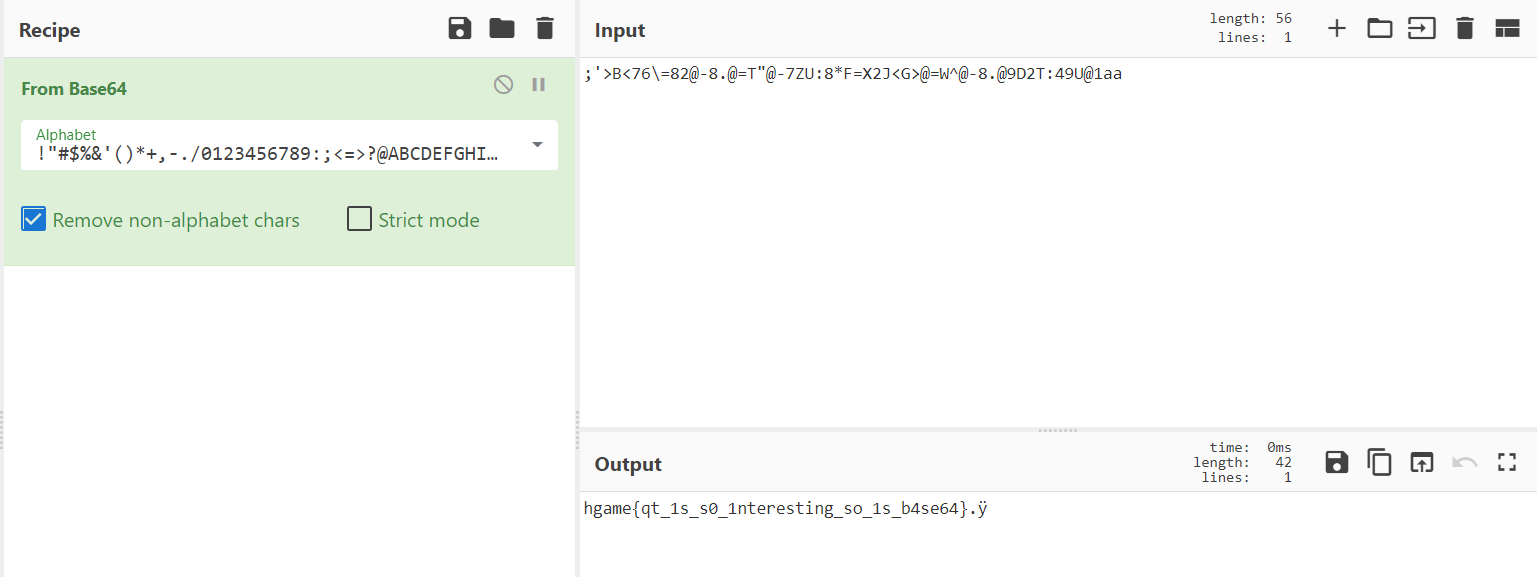 Recipe
From Base64
Alphabet
!"#$%&'()*+,-./0123456789:;<=>?@ABCDEFGHI…
Remove non-alphabet chars
Strict mode
Input
length: 56
lines: 1
;'>B<76\=82@-8.@=T"@-7ZU:8*F=X2J<G>@=W^@-8.@9D2T:49U@1aa
Output
time: 0ms
length: 42
lines: 1
hgame{qt_1s_s0_1nteresting_so_1s_b4se64}.ÿ